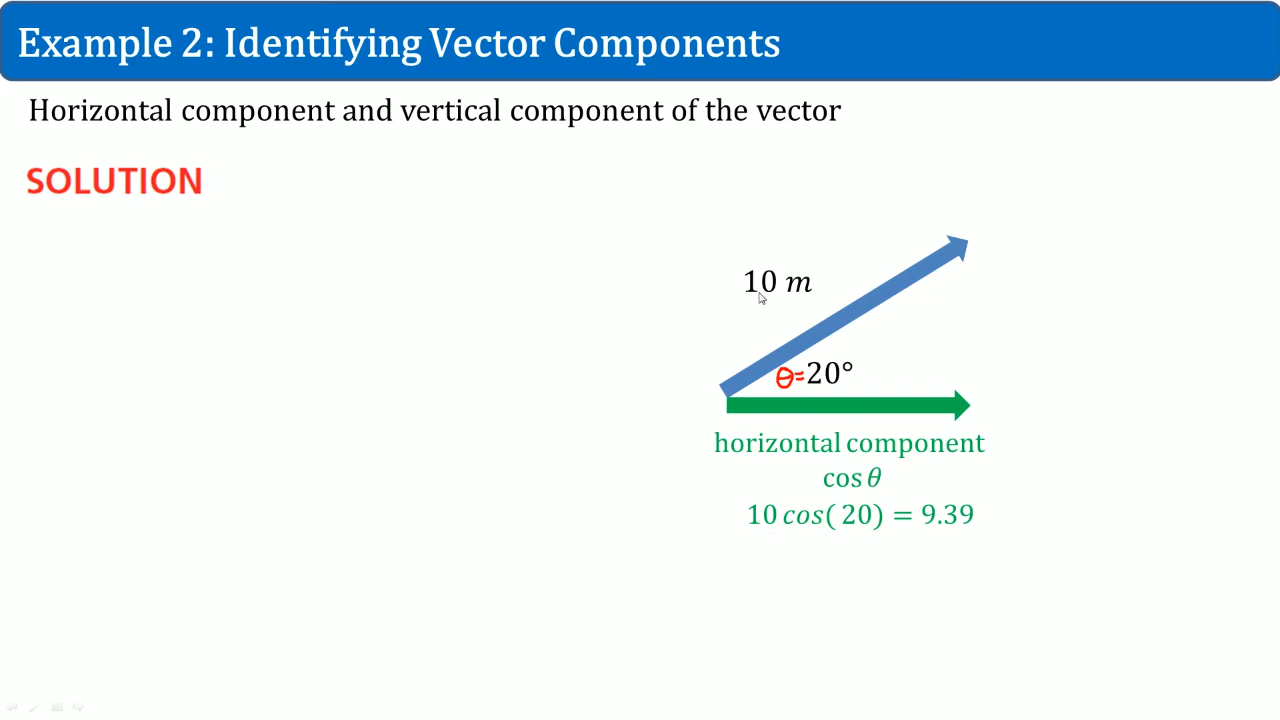 Example 2: Identifying Vector Components
Horizontal component and vertical component of the vector
SOLUTION
10 m
θ=20°
horizontal component
cos θ
10 cos( 20) = 9.39